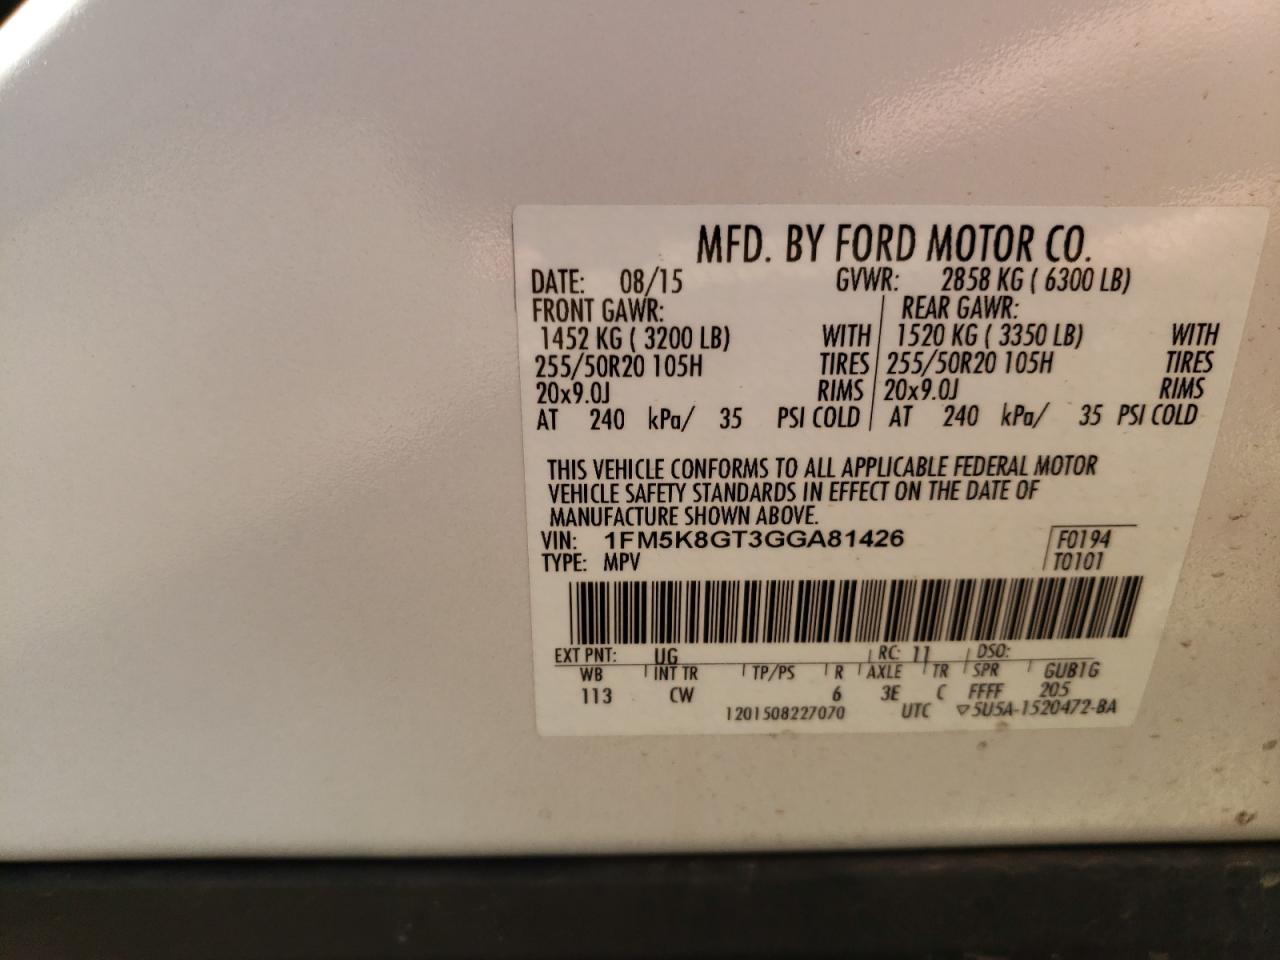 MFD. BY FORD MOTOR CO.
DATE: 08/15 GVWR: 2858 KG ( 6300 LB)
FRONT GAWR: REAR GAWR:
1452 KG ( 3200 LB) WITH 1520 KG ( 3350 LB) WITH
255/50R20 105H TIRES 255/50R20 105H TIRES
20x9.0J RIMS 20x9.0J RIMS
AT 240 kPa/ 35 PSI COLD AT 240 kPa/ 35 PSI COLD
THIS VEHICLE CONFORMS TO ALL APPLICABLE FEDERAL MOTOR
VEHICLE SAFETY STANDARDS IN EFFECT ON THE DATE OF
MANUFACTURE SHOWN ABOVE.
VIN: 1FM5K8GT3GGA81426 F0194
TYPE: MPV T0101
EXT PNT: UG RC: 11 DSO:
WB INT TR TP/PS R AXLE TR SPR GUB1G
113 CW 6 3E C FFFF 205
1201508227070 UTC ▽5U5A-1520472-BA